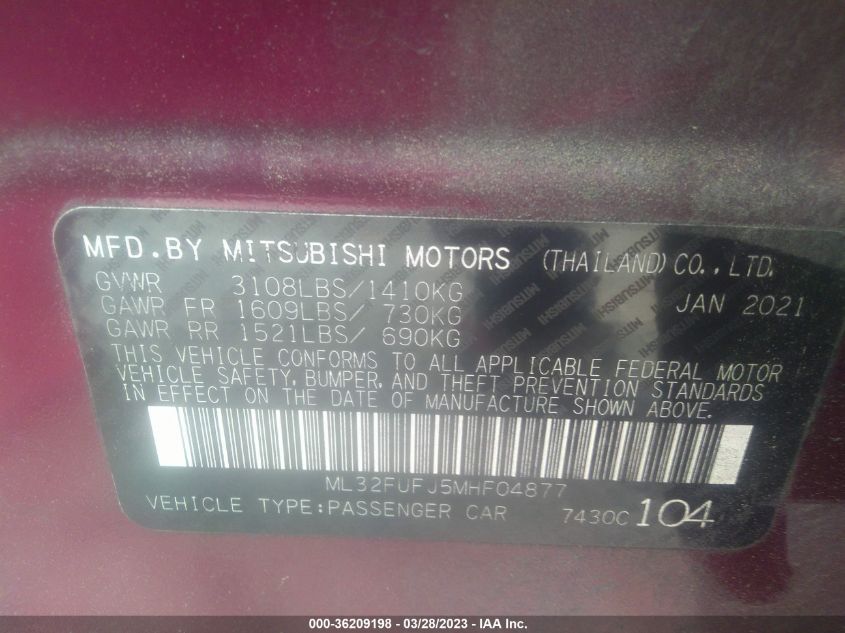 MFD.BY MITSUBISHI MOTORS (THAILAND) CO.,LTD.
GVWR 3108LBS/1410KG JAN 2021
GAWR FR 1609LBS/ 730KG
GAWR RR 1521LBS/ 690KG
THIS VEHICLE CONFORMS TO ALL APPLICABLE FEDERAL MOTOR
VEHICLE SAFETY, BUMPER, AND THEFT PREVENTION STANDARDS
IN EFFECT ON THE DATE OF MANUFACTURE SHOWN ABOVE.
ML32FUFJ5MHF04877
VEHICLE TYPE:PASSENGER CAR 7430C 104
000-36209198 - 03/28/2023 - IAA Inc.